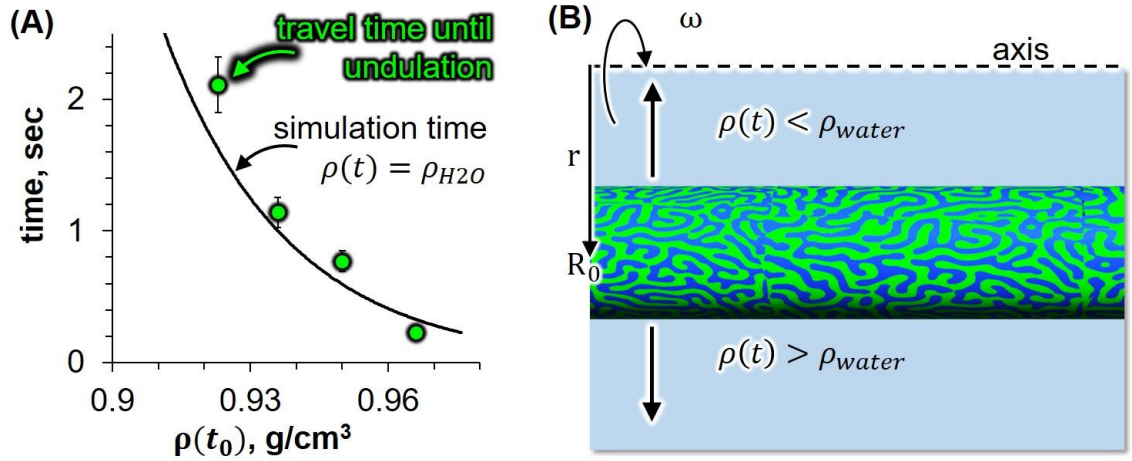 (A)
travel time until
undulation
simulation time
ρ(t) = ρH2O
time, sec
2
1
0
0.9
0.93
0.96
ρ(t0), g/cm³
(B)
ω
axis
r
ρ(t) < ρwater
R0
ρ(t) > ρwater